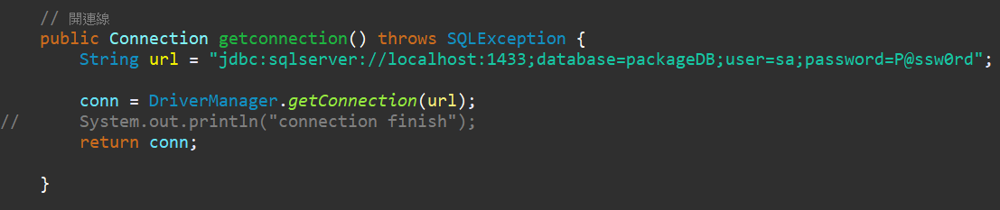 // 開連線
public Connection getconnection() throws SQLException {
String url = "jdbc:sqlserver://localhost:1433;database=packageDB;user=sa;password=P@ssw0rd";
conn = DriverManager.getConnection(url);
// System.out.println("connection finish");
return conn;
}